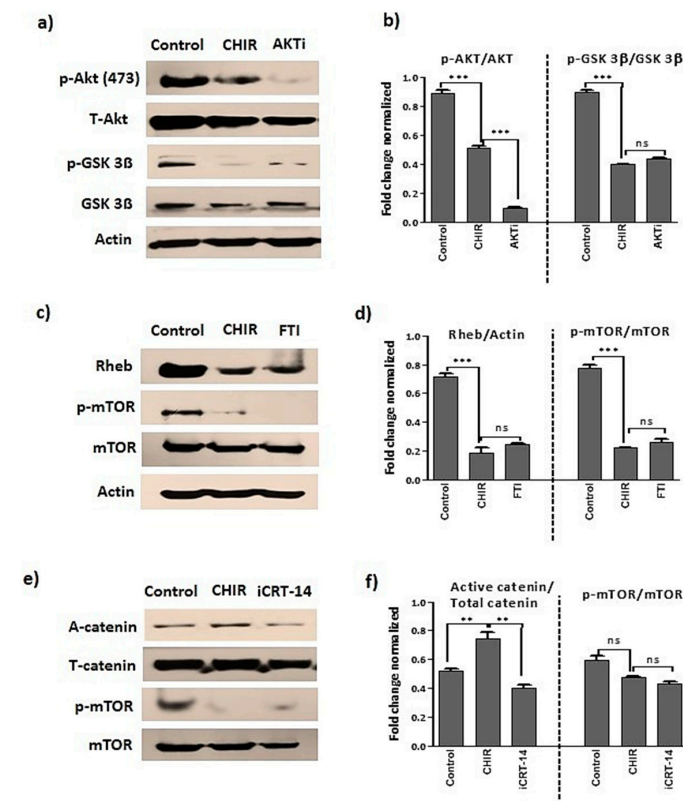 a)
Control CHIR AKTi
p-Akt (473)
T-Akt
p-GSK 3ß
GSK 3ß
Actin
b)
p-AKT/AKT
p-GSK 3β/GSK 3β
Fold change normalized
1.0
0.8
0.6
0.4
0.2
0.0
***
***
***
ns
Control
CHIR
AKTi
Control
CHIR
AKTi
c)
Control CHIR FTI
Rheb
p-mTOR
mTOR
Actin
d)
Rheb/Actin
p-mTOR/mTOR
Fold change normalized
1.0
0.8
0.6
0.4
0.2
0.0
***
ns
***
ns
Control
CHIR
FTI
Control
CHIR
FTI
e)
Control CHIR iCRT-14
A-catenin
T-catenin
p-mTOR
mTOR
f)
Active catenin/
Total catenin
p-mTOR/mTOR
Fold change normalized
1.0
0.8
0.6
0.4
0.2
0.0
**
**
ns
ns
Control
CHIR
iCRT-14
Control
CHIR
iCRT-14